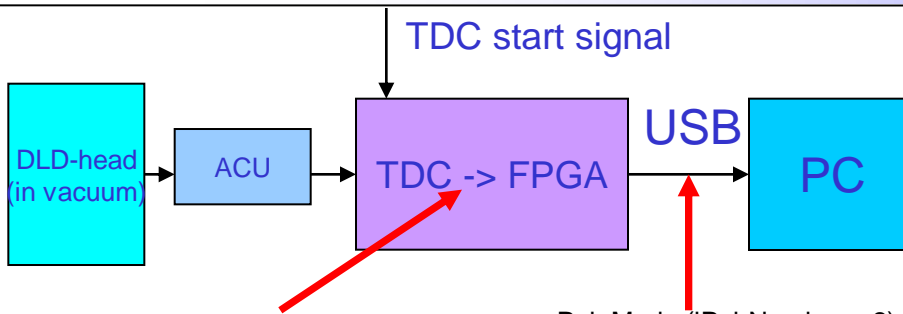 TDC start signal
DLD-head
(in vacuum)
ACU
TDC -> FPGA
USB
PC